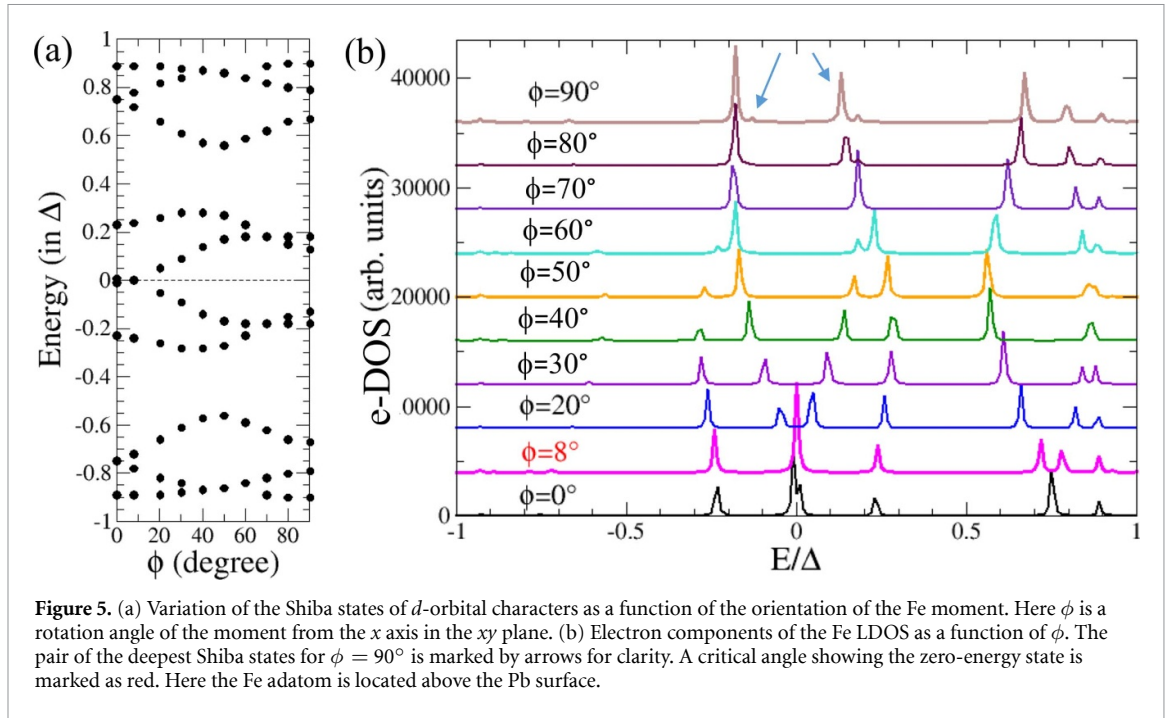 (a)
1
0.8
0.6
0.4
0.2
0
-0.2
-0.4
-0.6
-0.8
-1
Energy (in Δ)
0 20 40 60 80
ϕ (degree)
(b)
40000
30000
20000
0000
0
e-DOS (arb. units)
ϕ=90°
ϕ=80°
ϕ=70°
ϕ=60°
ϕ=50°
ϕ=40°
ϕ=30°
ϕ=20°
ϕ=8°
ϕ=0°
-1 -0.5 0 0.5 1
E/Δ
Figure 5. (a) Variation of the Shiba states of d-orbital characters as a function of the orientation of the Fe moment. Here ϕ is a
rotation angle of the moment from the x axis in the xy plane. (b) Electron components of the Fe LDOS as a function of ϕ. The
pair of the deepest Shiba states for ϕ = 90° is marked by arrows for clarity. A critical angle showing the zero-energy state is
marked as red. Here the Fe adatom is located above the Pb surface.